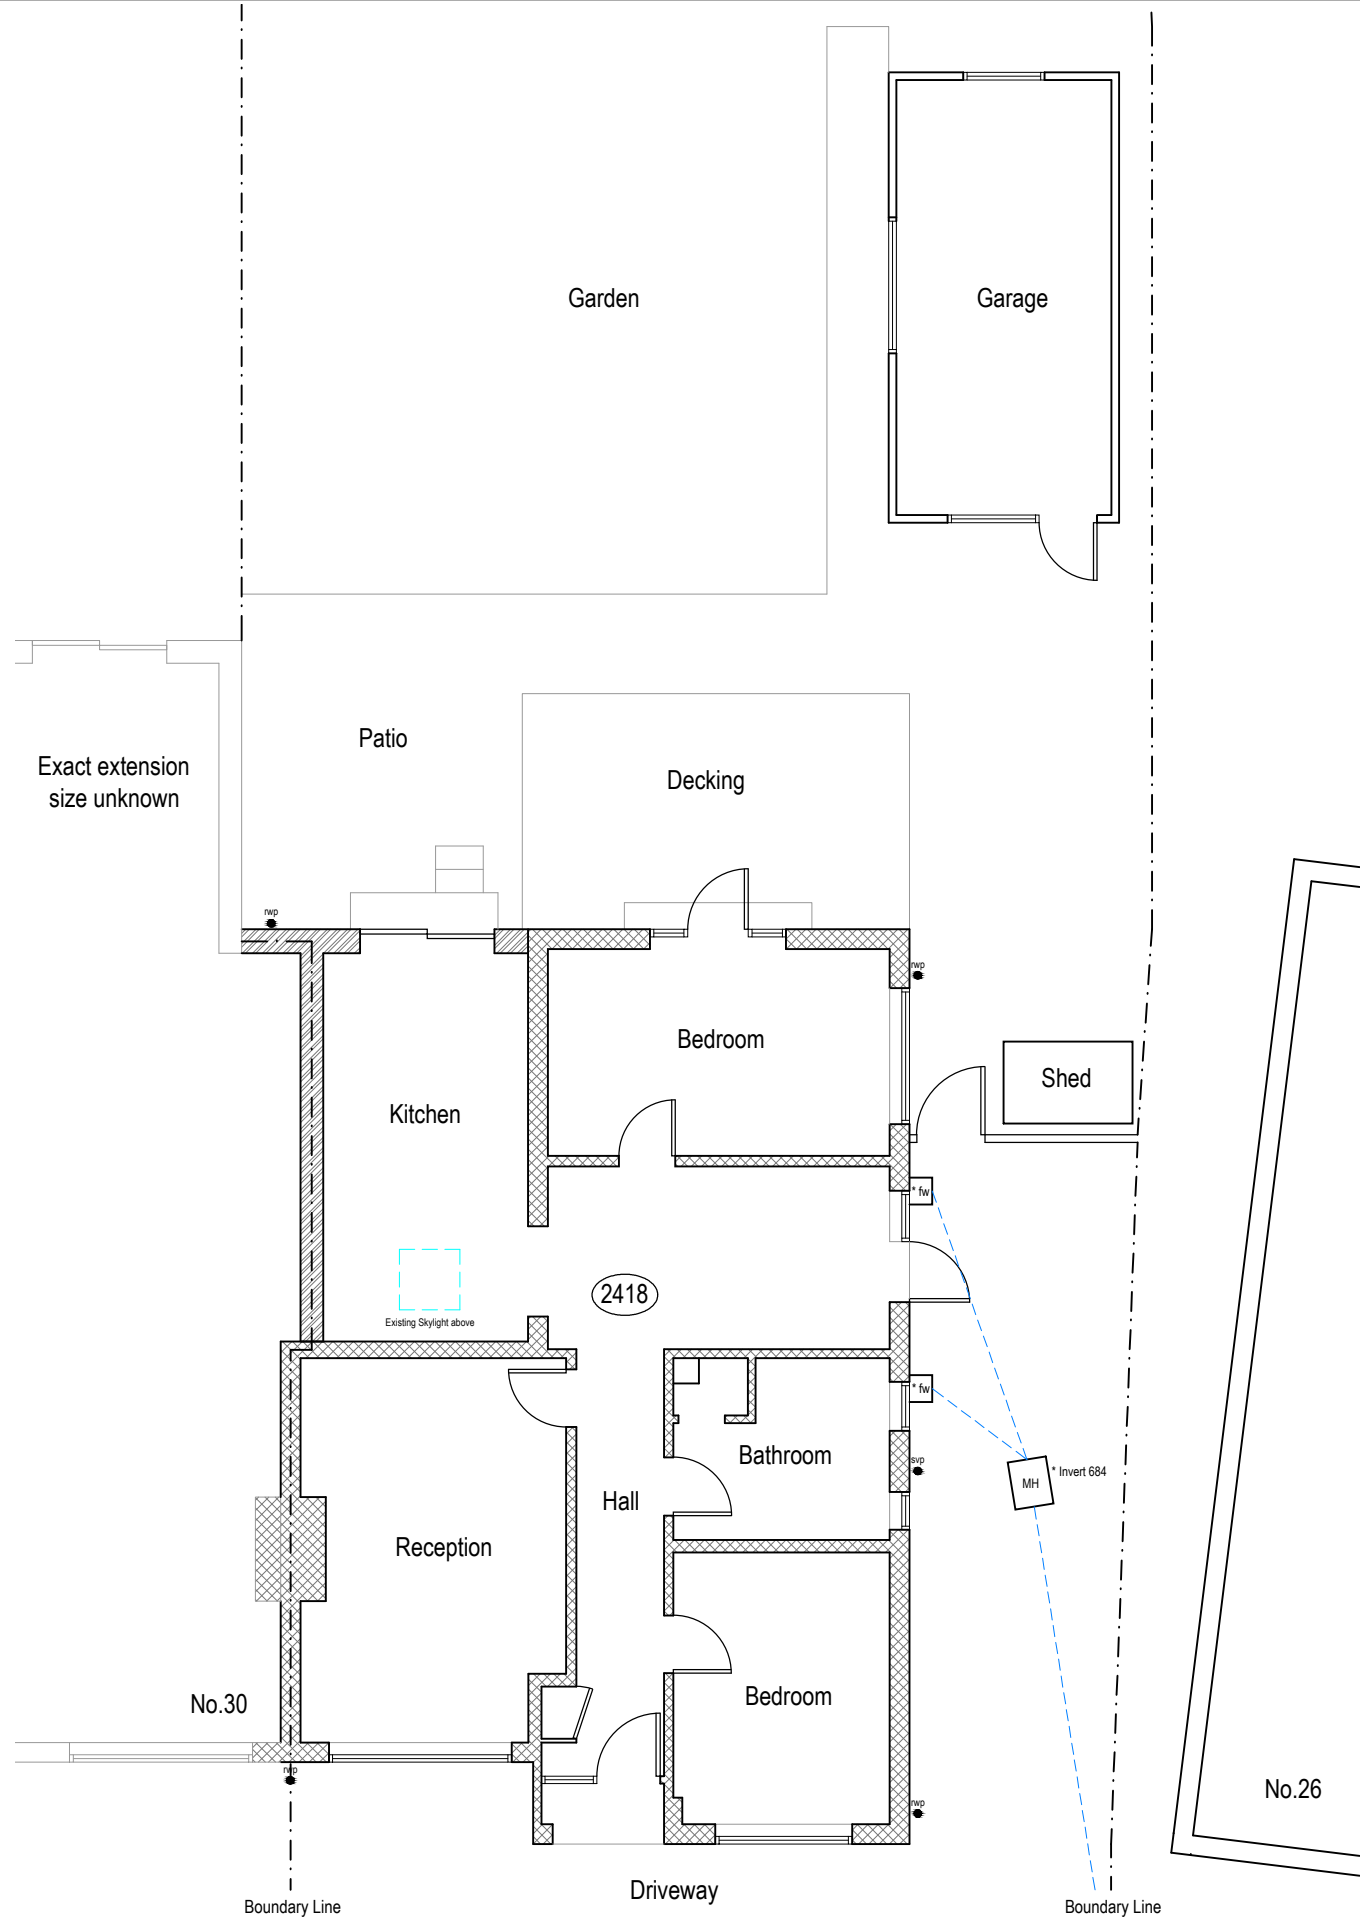 Garden
Garage
Patio
Exact extension
size unknown
Decking
rwp
rwp
Bedroom
Shed
Kitchen
* fw
2418
Existing Skylight above
* fw
Bathroom
svp
* Invert 684
MH
Hall
Reception
Bedroom
No.30
rwp
No.26
rwp
Driveway
Boundary Line
Boundary Line